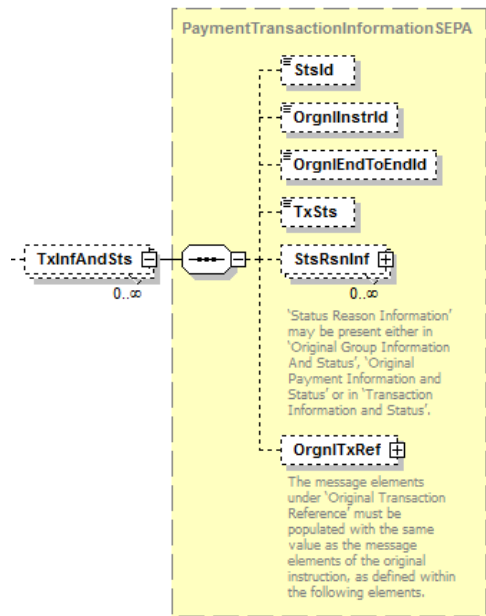 PaymentTransactionInformationSEPA
StsId
OrgnlInstrId
OrgnlEndToEndId
TxSts
TxInfAndSts
0..∞
StsRsnInf
0..∞
'Status Reason Information'
may be present either in
'Original Group Information
And Status', 'Original
Payment Information and
Status' or in 'Transaction
Information and Status'.
OrgnlTxRef
The message elements
under 'Original Transaction
Reference' must be
populated with the same
value as the message
elements of the original
instruction, as defined within
the following elements.